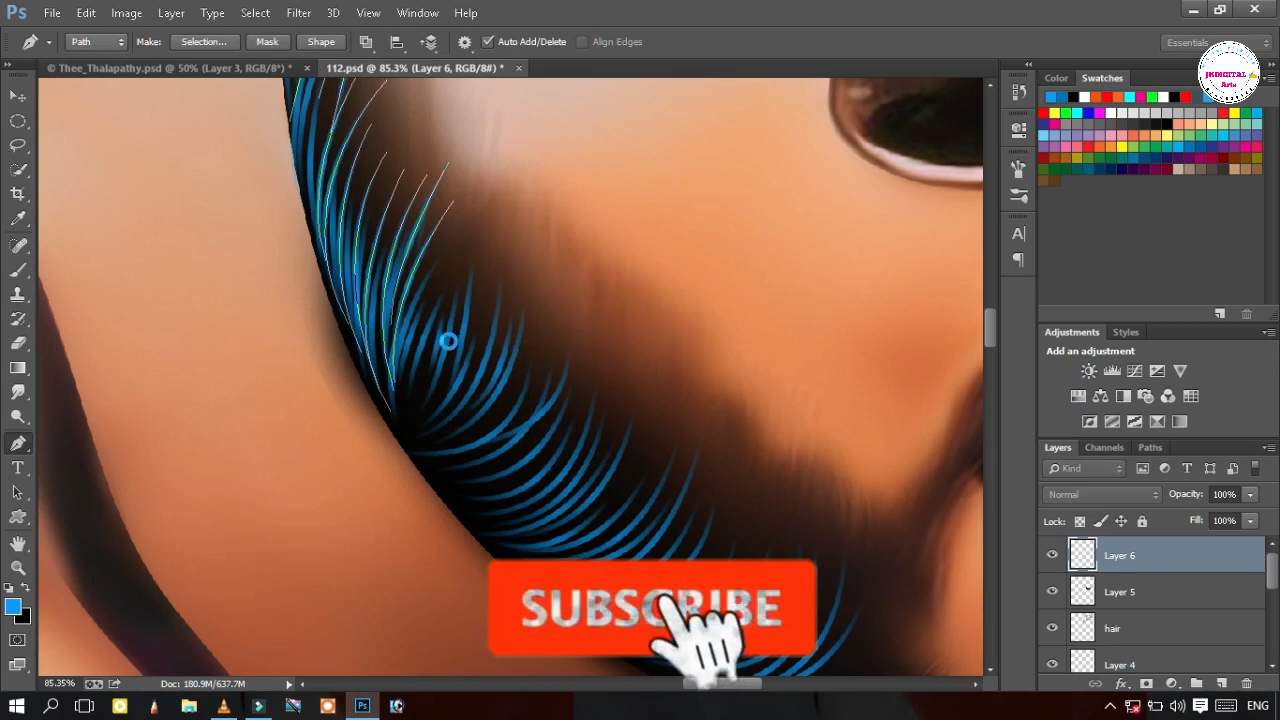 Ps File Edit Image Layer Type Select Filter 3D View Window Help
Path Make: Selection... Mask Shape Auto Add/Delete Align Edges Essentials
JKDIGITAL
Arts
© Thee_Thalapathy.psd @ 50% (Layer 3, RGB/8*) * × 112.psd @ 85.3% (Layer 6, RGB/8#) * ×
Color Swatches
Adjustments Styles
Add an adjustment
Layers Channels Paths
Kind
Normal Opacity: 100%
Lock: Fill: 100%
Layer 6
Layer 5
hair
Layer 4
SUBSCRIBE
85.35% Doc: 180.9M/637.7M
ENG